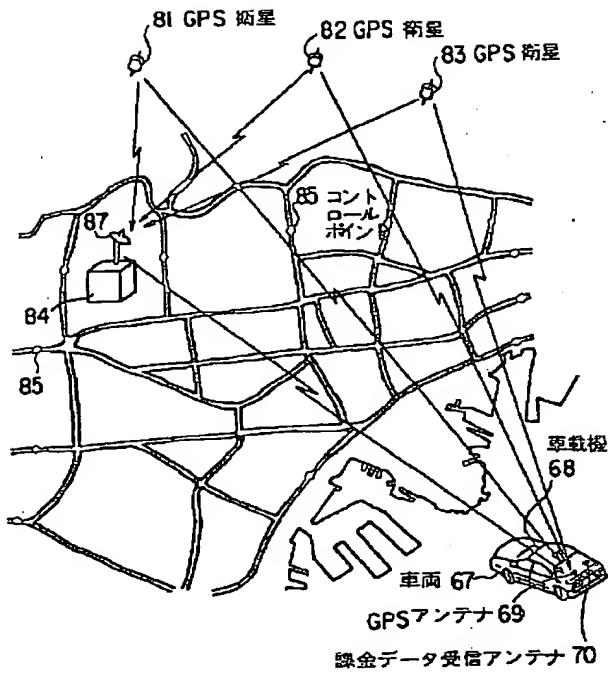 81 GPS 衛星
82 GPS 衛星
83 GPS 衛星
87
85 コント
ロール
ポイント
84
85
車載機
68
車両 67
GPSアンテナ 69
課金データ受信アンテナ 70